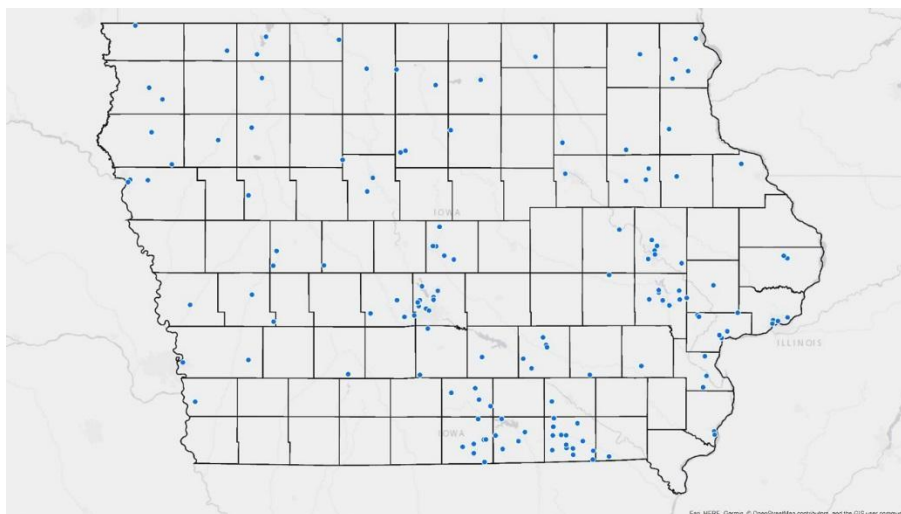 IOWA
ILLINOIS
IOWA
Esri, HERE, Garmin, © OpenStreetMap contributors, and the GIS user commu